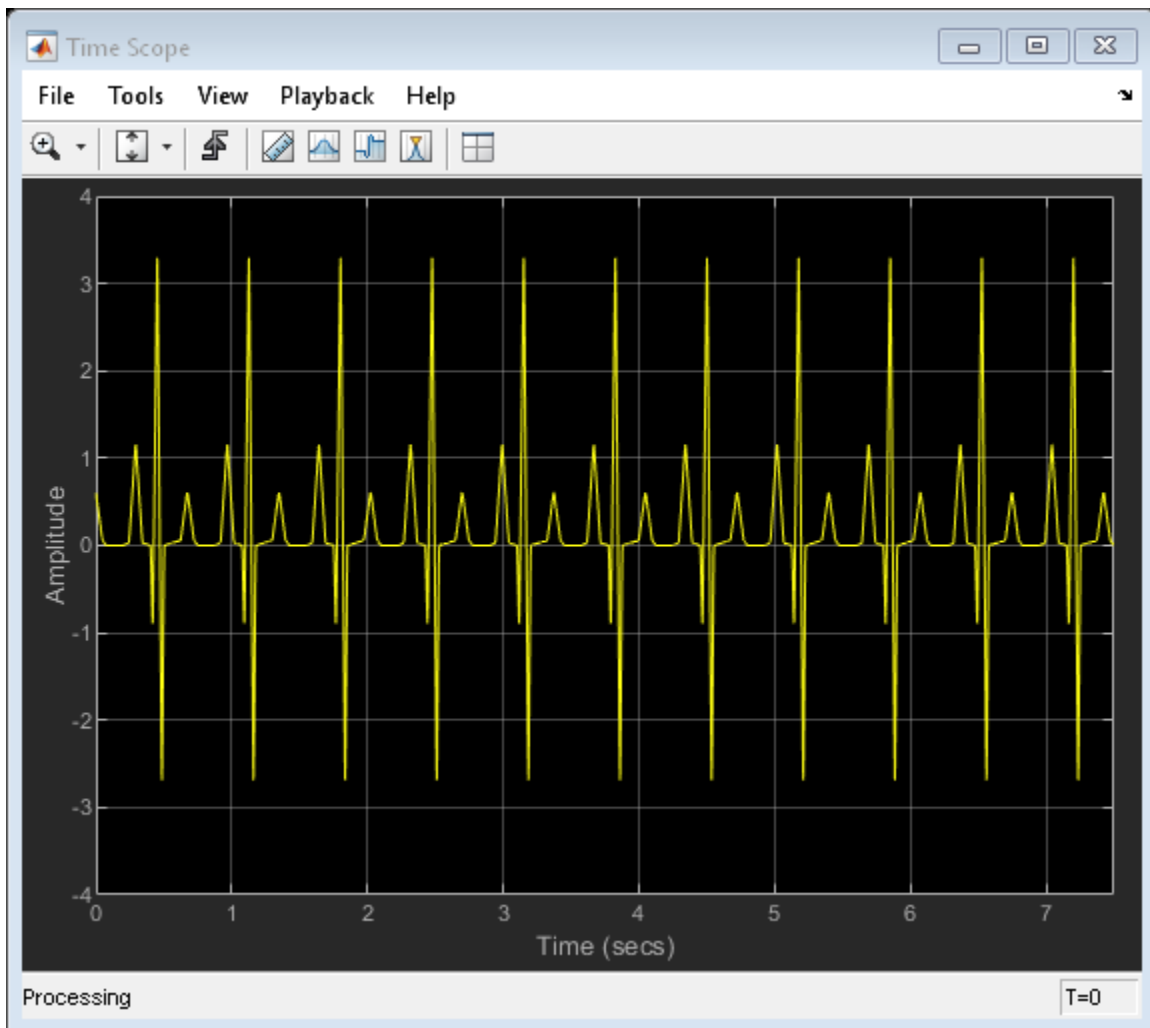 Time Scope
File Tools View Playback Help
4
3
2
1
0
-1
-2
-3
-4
Amplitude
0 1 2 3 4 5 6 7
Time (secs)
Processing T=0